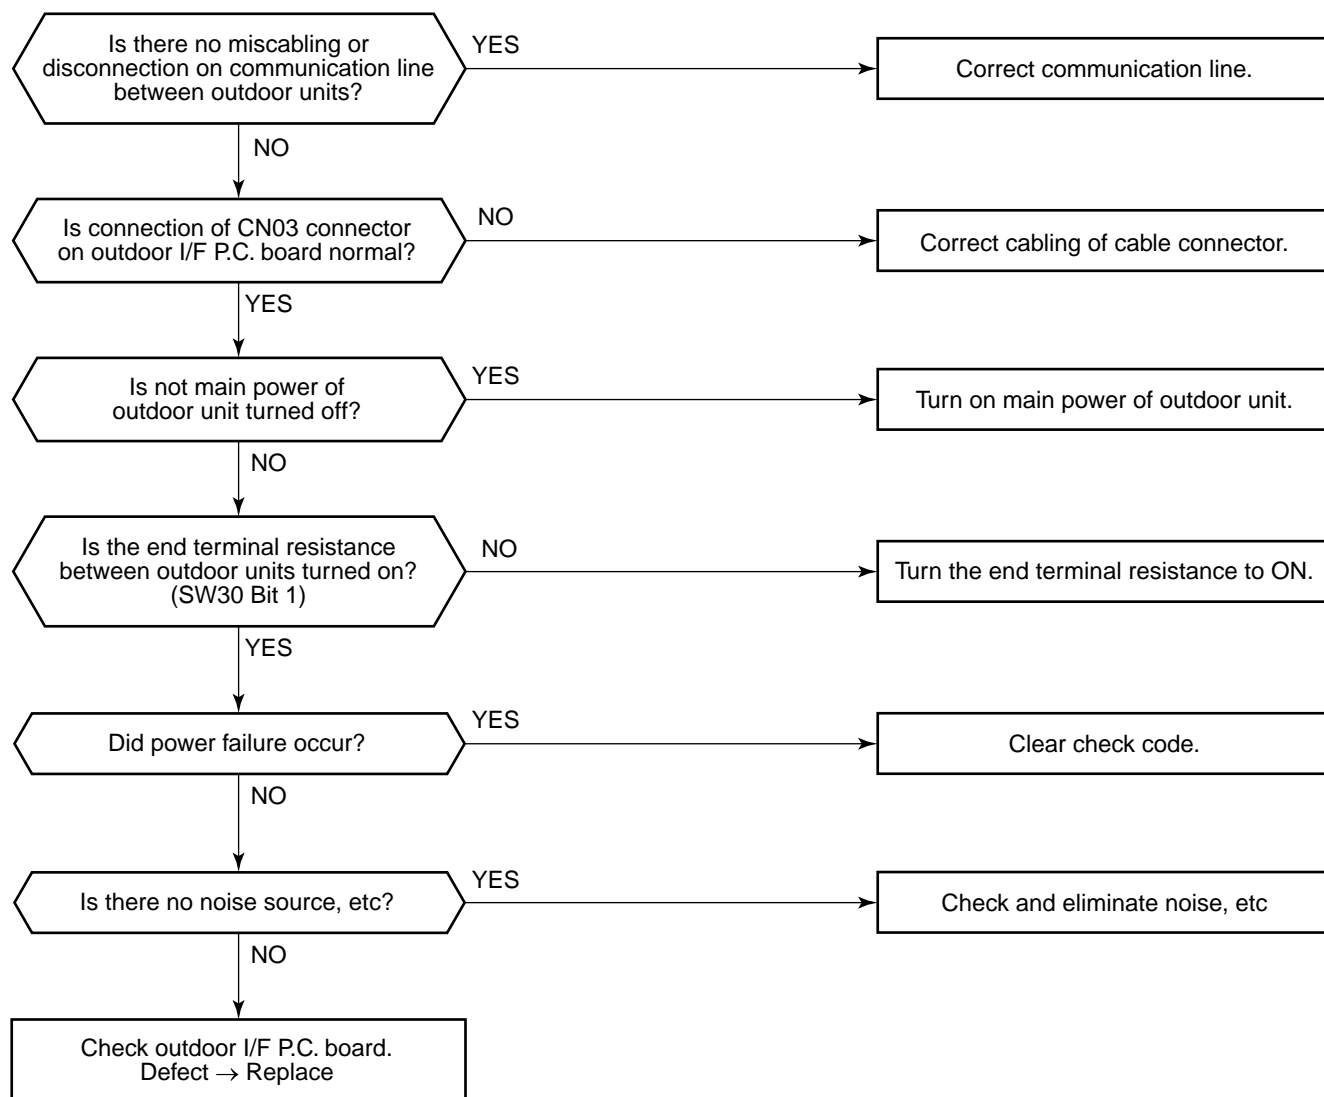 Is there no miscabling or
disconnection on communication line
between outdoor units?
YES
Correct communication line.
NO
Is connection of CN03 connector
on outdoor I/F P.C. board normal?
NO
Correct cabling of cable connector.
YES
Is not main power of
outdoor unit turned off?
YES
Turn on main power of outdoor unit.
NO
Is the end terminal resistance
between outdoor units turned on?
(SW30 Bit 1)
NO
Turn the end terminal resistance to ON.
YES
Did power failure occur?
YES
Clear check code.
NO
Is there no noise source, etc?
YES
Check and eliminate noise, etc
NO
Check outdoor I/F P.C. board.
Defect → Replace